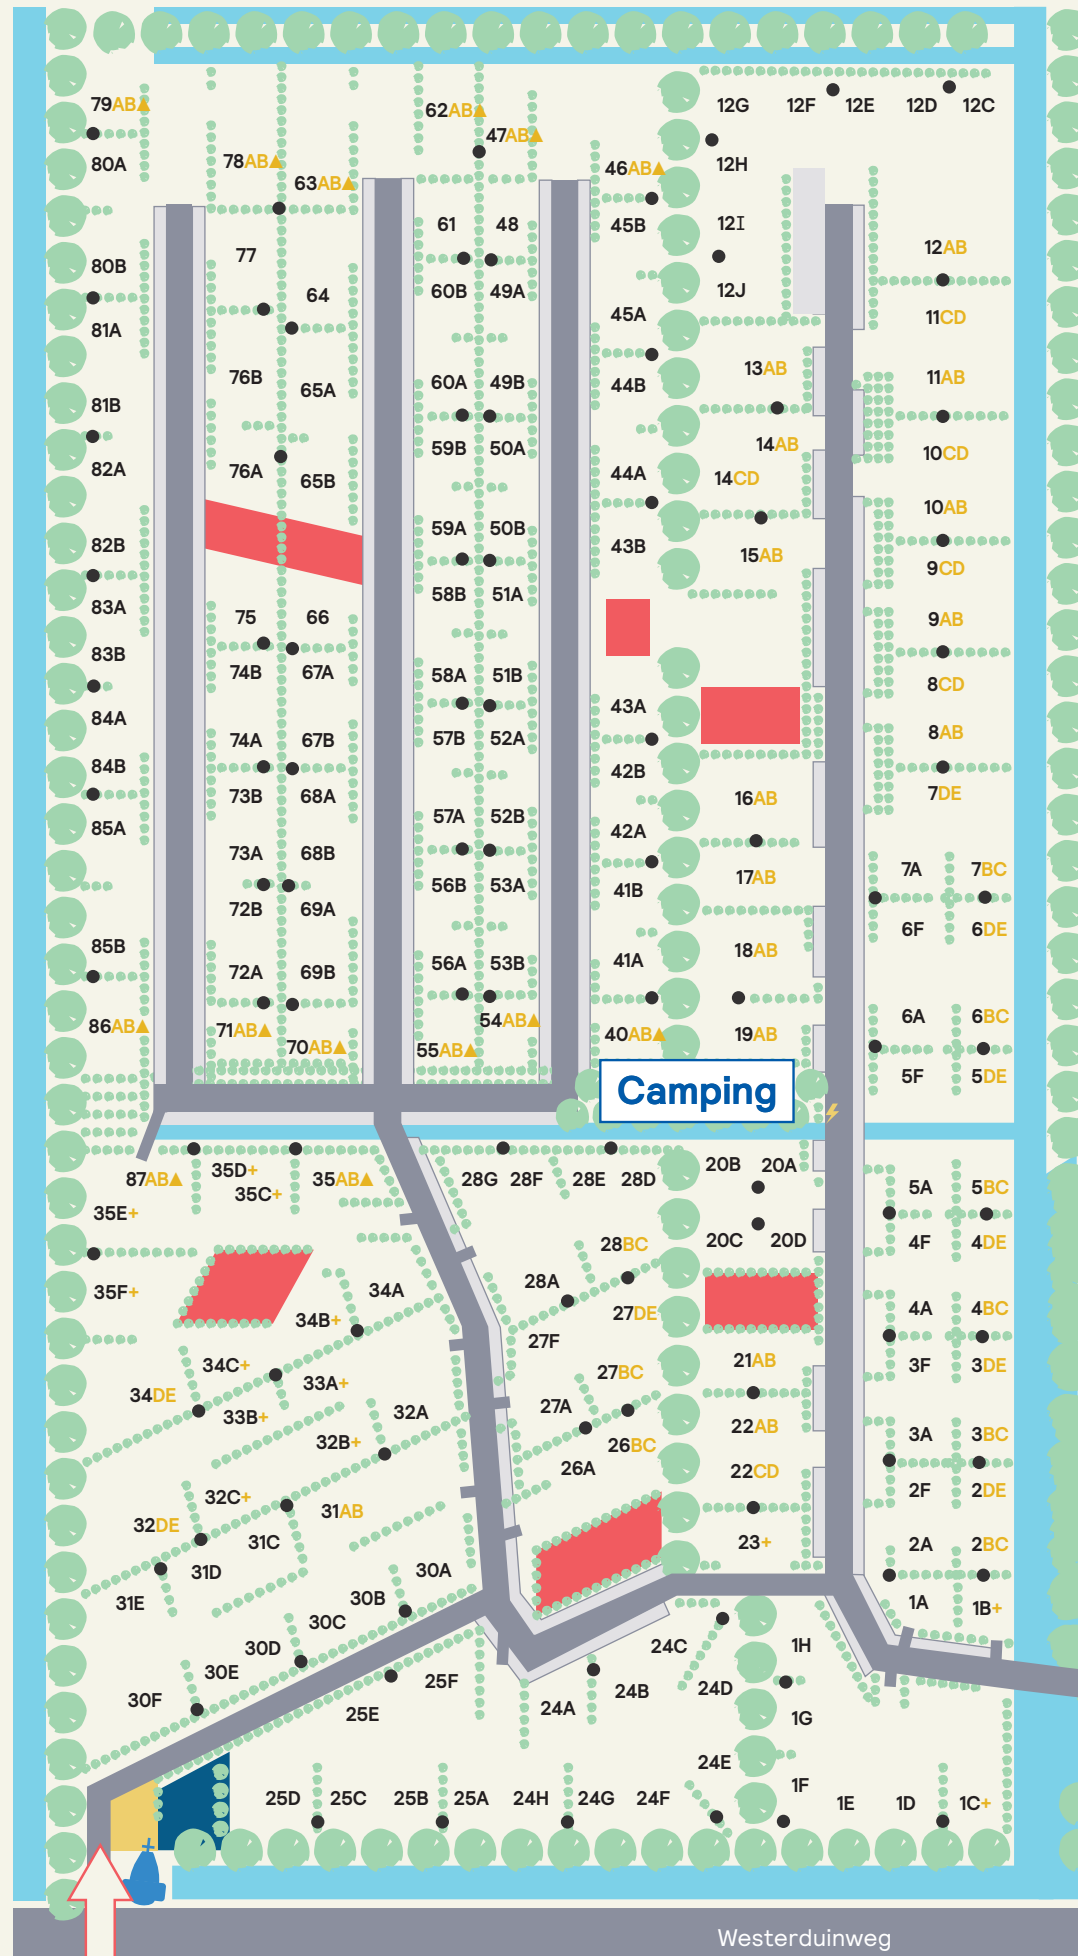 79AB▲
80A
80B
81A
81B
82A
82B
83A
83B
84A
84B
85A
85B
86AB▲
78AB▲
63AB▲
77
64
76B
65A
76A
65B
75
66
74B
67A
74A
67B
73B
68A
73A
68B
72B
69A
72A
69B
71AB▲
70AB▲
62AB▲
47AB▲
61
48
60B
49A
60A
49B
59B
50A
59A
50B
58B
51A
58A
51B
57B
52A
57A
52B
56B
53A
56A
53B
54AB▲
55AB▲
46AB▲
45B
45A
44B
44A
43B
43A
42B
42A
41B
41A
40AB▲
12G
12F
12E
12D
12C
12H
12I
12J
13AB
14AB
14CD
15AB
16AB
17AB
18AB
19AB
12AB
11CD
11AB
10CD
10AB
9CD
9AB
8CD
8AB
7DE
7A
7BC
6F
6DE
6A
6BC
5F
5DE
Camping
87AB▲
35D+
35C+
35AB▲
35E+
35F+
34A
34B+
34C+
34DE
33A+
33B+
32A
32B+
32C+
32DE
31AB
31C
31D
31E
30A
30B
30C
30D
30E
30F
28G
28F
28E
28D
28BC
28A
27DE
27F
27BC
27A
26BC
26A
20B
20A
20C
20D
21AB
22AB
22CD
23+
5A
5BC
4F
4DE
4A
4BC
3F
3DE
3A
3BC
2F
2DE
2A
2BC
1A
1B+
25F
25E
24A
24B
24C
24D
24E
1H
1G
1F
25D
25C
25B
25A
24H
24G
24F
1E
1D
1C+
Westerduinweg